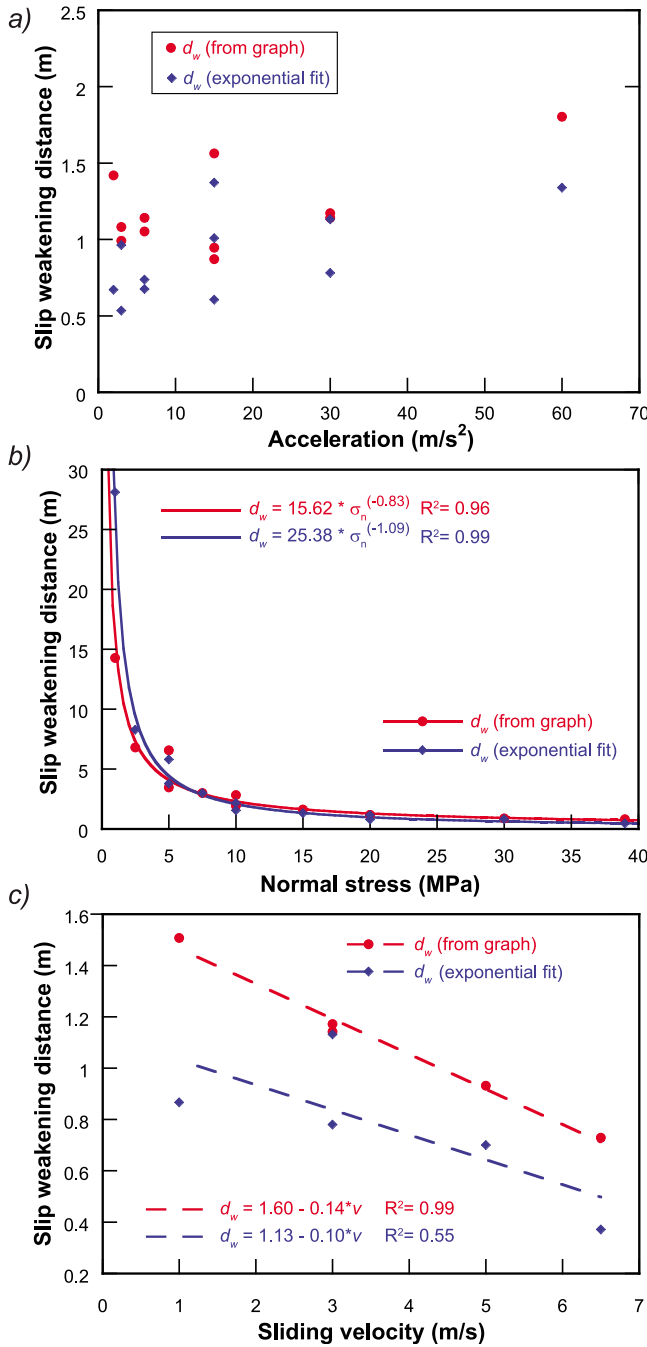 a)
Slip weakening distance (m)
2.5
2
1.5
1
0.5
0
d_w (from graph)
d_w (exponential fit)
0 10 20 30 40 50 60 70
Acceleration (m/s²)
b)
Slip weakening distance (m)
30
25
20
15
10
5
0
d_w = 15.62 * σ_n^(-0.83) R²= 0.96
d_w = 25.38 * σ_n^(-1.09) R²= 0.99
d_w (from graph)
d_w (exponential fit)
0 5 10 15 20 25 30 35 40
Normal stress (MPa)
c)
Slip weakening distance (m)
1.6
1.4
1.2
1
0.8
0.6
0.4
0.2
d_w (from graph)
d_w (exponential fit)
d_w = 1.60 - 0.14*v R²= 0.99
d_w = 1.13 - 0.10*v R²= 0.55
0 1 2 3 4 5 6 7
Sliding velocity (m/s)